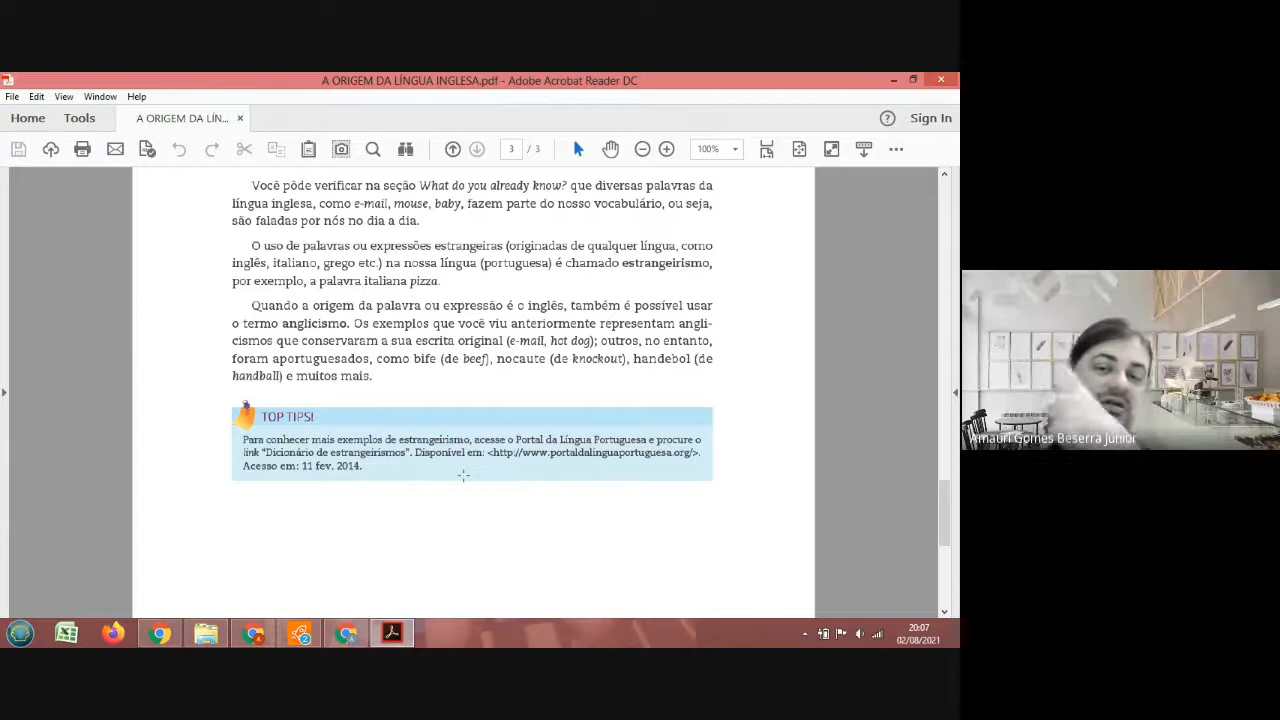 A ORIGEM DA LÍNGUA INGLESA.pdf - Adobe Acrobat Reader DC
File Edit View Window Help
Home Tools A ORIGEM DA LÍN... × Sign In
3 / 3 100%
Você pôde verificar na seção What do you already know? que diversas palavras da
língua inglesa, como e-mail, mouse, baby, fazem parte do nosso vocabulário, ou seja,
são faladas por nós no dia a dia.
O uso de palavras ou expressões estrangeiras (originadas de qualquer língua, como
inglês, italiano, grego etc.) na nossa língua (portuguesa) é chamado estrangeirismo,
por exemplo, a palavra italiana pizza.
Quando a origem da palavra ou expressão é o inglês, também é possível usar
o termo anglicismo. Os exemplos que você viu anteriormente representam angli-
cismos que conservaram a sua escrita original (e-mail, hot dog); outros, no entanto,
foram aportuguesados, como bife (de beef), nocaute (de knockout), handebol (de
handball) e muitos mais.
TOP TIPS!
Para conhecer mais exemplos de estrangeirismo, acesse o Portal da Língua Portuguesa e procure o
link "Dicionário de estrangeirismos". Disponível em: <http://www.portaldalinguaportuguesa.org/>.
Acesso em: 11 fev. 2014.
Amauri Gomes Beserra Junior
2
20:07
02/08/2021